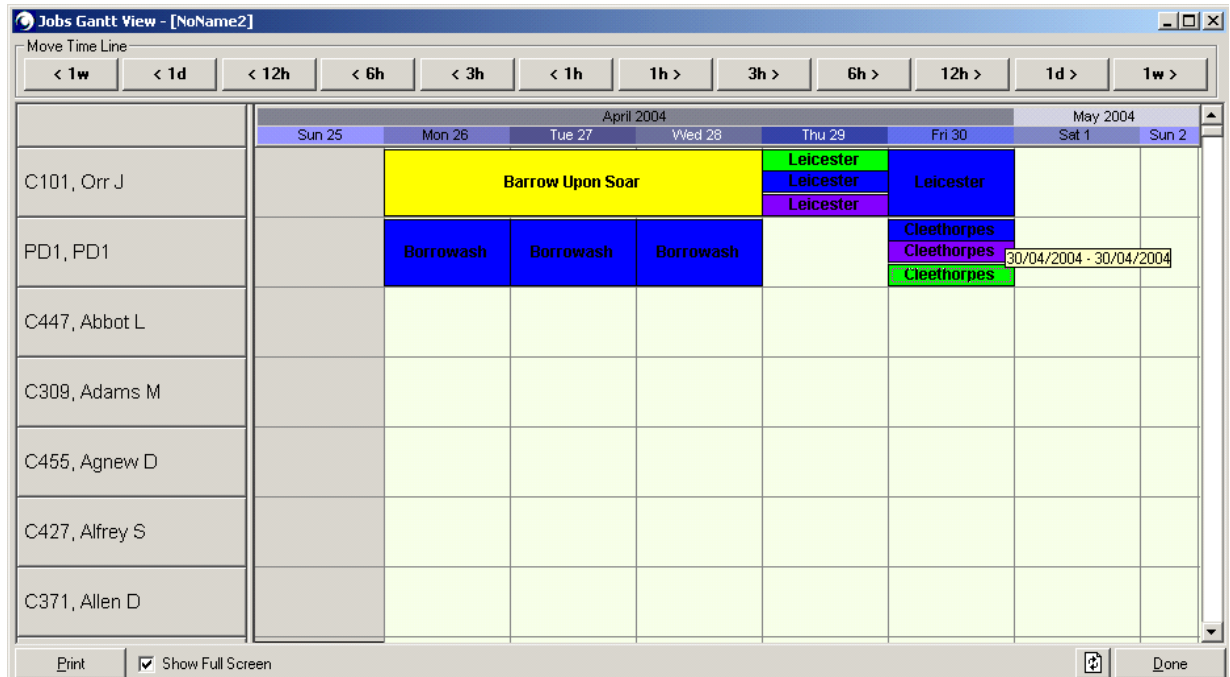 Jobs Gantt View - [NoName2]
Move Time Line
< 1w < 1d < 12h < 6h < 3h < 1h 1h > 3h > 6h > 12h > 1d > 1w >
April 2004 May 2004
Sun 25 Mon 26 Tue 27 Wed 28 Thu 29 Fri 30 Sat 1 Sun 2
C101, Orr J
Barrow Upon Soar
Leicester
Leicester
Leicester
Leicester
PD1, PD1
Borrowash Borrowash Borrowash
Cleethorpes
Cleethorpes
Cleethorpes
30/04/2004 - 30/04/2004
C447, Abbot L
C309, Adams M
C455, Agnew D
C427, Alfrey S
C371, Allen D
Print Show Full Screen Done